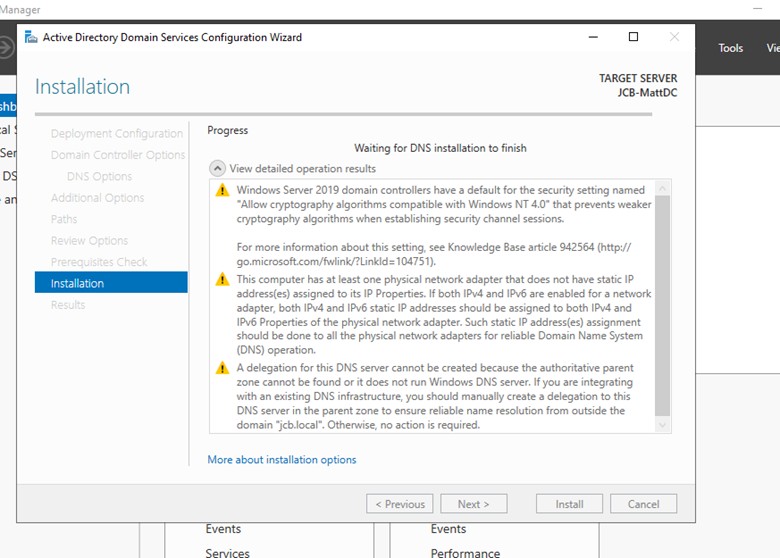 Manager
Active Directory Domain Services Configuration Wizard
Tools
Installation
TARGET SERVER
JCB-MattDC
Deployment Configuration
Domain Controller Options
DNS Options
Additional Options
Paths
Review Options
Prerequisites Check
Installation
Results
Progress
Waiting for DNS installation to finish
View detailed operation results
Windows Server 2019 domain controllers have a default for the security setting named
"Allow cryptography algorithms compatible with Windows NT 4.0" that prevents weaker
cryptography algorithms when establishing security channel sessions.
For more information about this setting, see Knowledge Base article 942564 (http://
go.microsoft.com/fwlink/?LinkId=104751).
This computer has at least one physical network adapter that does not have static IP
address(es) assigned to its IP Properties. If both IPv4 and IPv6 are enabled for a network
adapter, both IPv4 and IPv6 static IP addresses should be assigned to both IPv4 and
IPv6 Properties of the physical network adapter. Such static IP address(es) assignment
should be done to all the physical network adapters for reliable Domain Name System
(DNS) operation.
A delegation for this DNS server cannot be created because the authoritative parent
zone cannot be found or it does not run Windows DNS server. If you are integrating
with an existing DNS infrastructure, you should manually create a delegation to this
DNS server in the parent zone to ensure reliable name resolution from outside the
domain "jcb.local". Otherwise, no action is required.
More about installation options
< Previous
Next >
Install
Cancel
Events
Events
Services
Performance